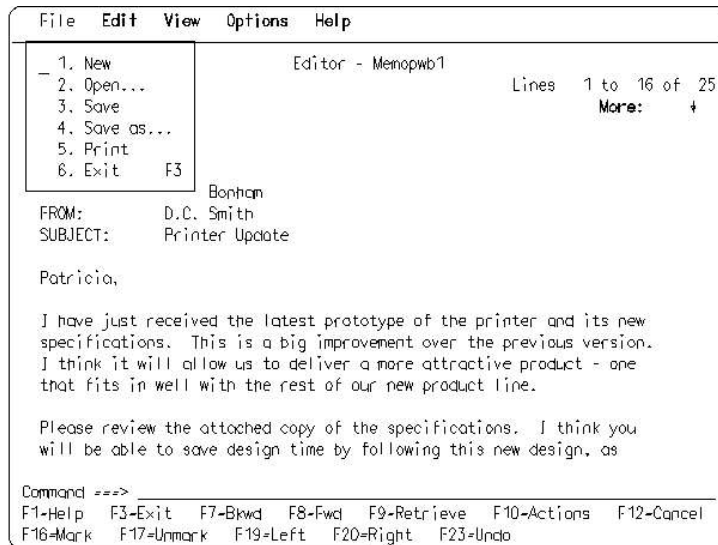 File Edit View Options Help
_ 1. New
2. Open...
3. Save
4. Save as...
5. Print
6. Exit F3
Editor - Memopwb1
Lines 1 to 16 of 25
More: ↓
Bonham
FROM: D.C. Smith
SUBJECT: Printer Update
Patricia,
I have just received the latest prototype of the printer and its new
specifications. This is a big improvement over the previous version.
I think it will allow us to deliver a more attractive product - one
that fits in well with the rest of our new product line.
Please review the attached copy of the specifications. I think you
will be able to save design time by following this new design, as
Command ===> 
F1=Help F3=Exit F7=Bkwd F8=Fwd F9=Retrieve F10=Actions F12=Cancel
F16=Mark F17=Unmark F19=Left F20=Right F23=Undo